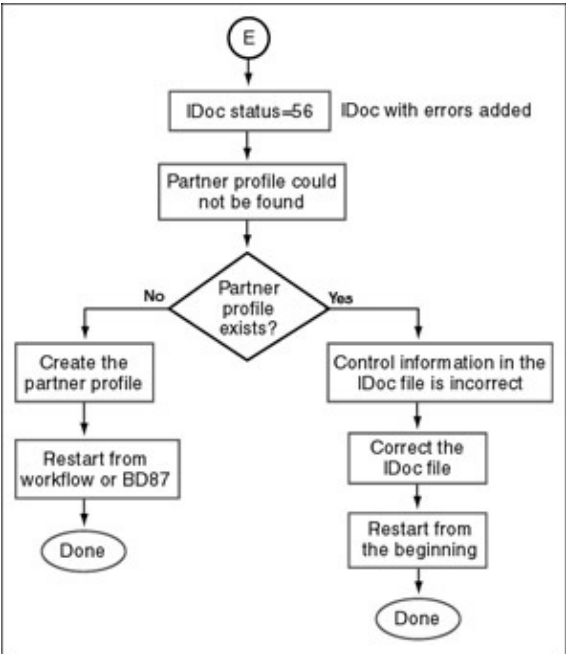 E
IDoc status=56
IDoc with errors added
Partner profile could
not be found
Partner
profile
exists?
No
Yes
Create the
partner profile
Restart from
workflow or BD87
Done
Control information in the
IDoc file is incorrect
Correct the
IDoc file
Restart from
the beginning
Done